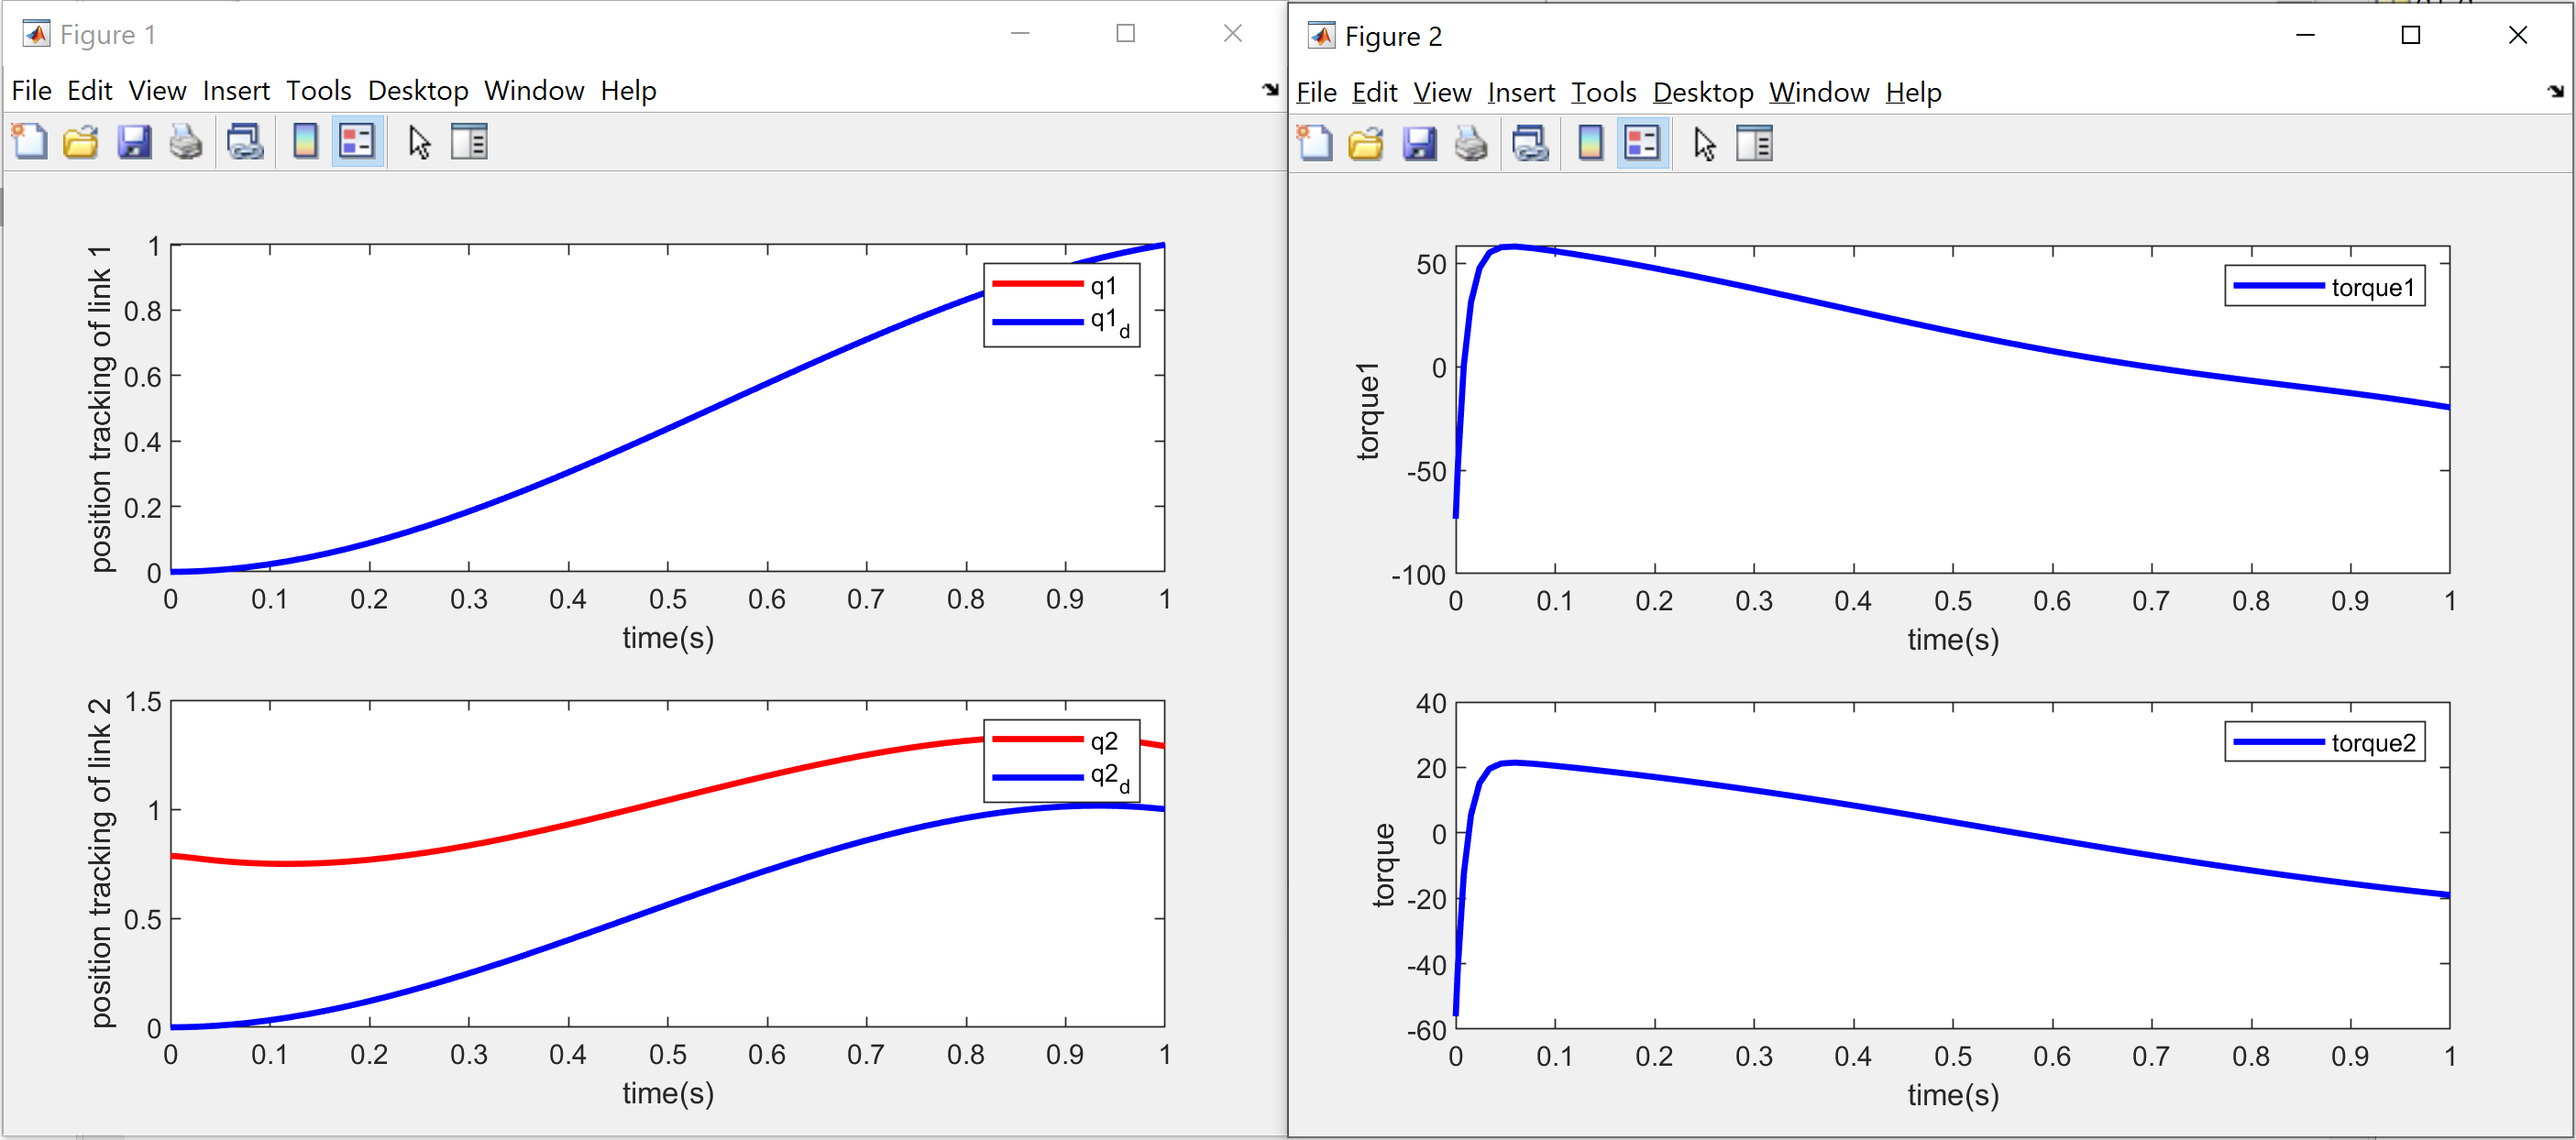 Figure 1
File Edit View Insert Tools Desktop Window Help
position tracking of link 1
1
0.8
0.6
0.4
0.2
0
q1
q1d
0 0.1 0.2 0.3 0.4 0.5 0.6 0.7 0.8 0.9 1
time(s)
position tracking of link 2
1.5
1
0.5
0
q2
q2d
0 0.1 0.2 0.3 0.4 0.5 0.6 0.7 0.8 0.9 1
time(s)
Figure 2
File Edit View Insert Tools Desktop Window Help
torque1
50
0
-50
-100
torque1
0 0.1 0.2 0.3 0.4 0.5 0.6 0.7 0.8 0.9 1
time(s)
torque
40
20
0
-20
-40
-60
torque2
0 0.1 0.2 0.3 0.4 0.5 0.6 0.7 0.8 0.9 1
time(s)